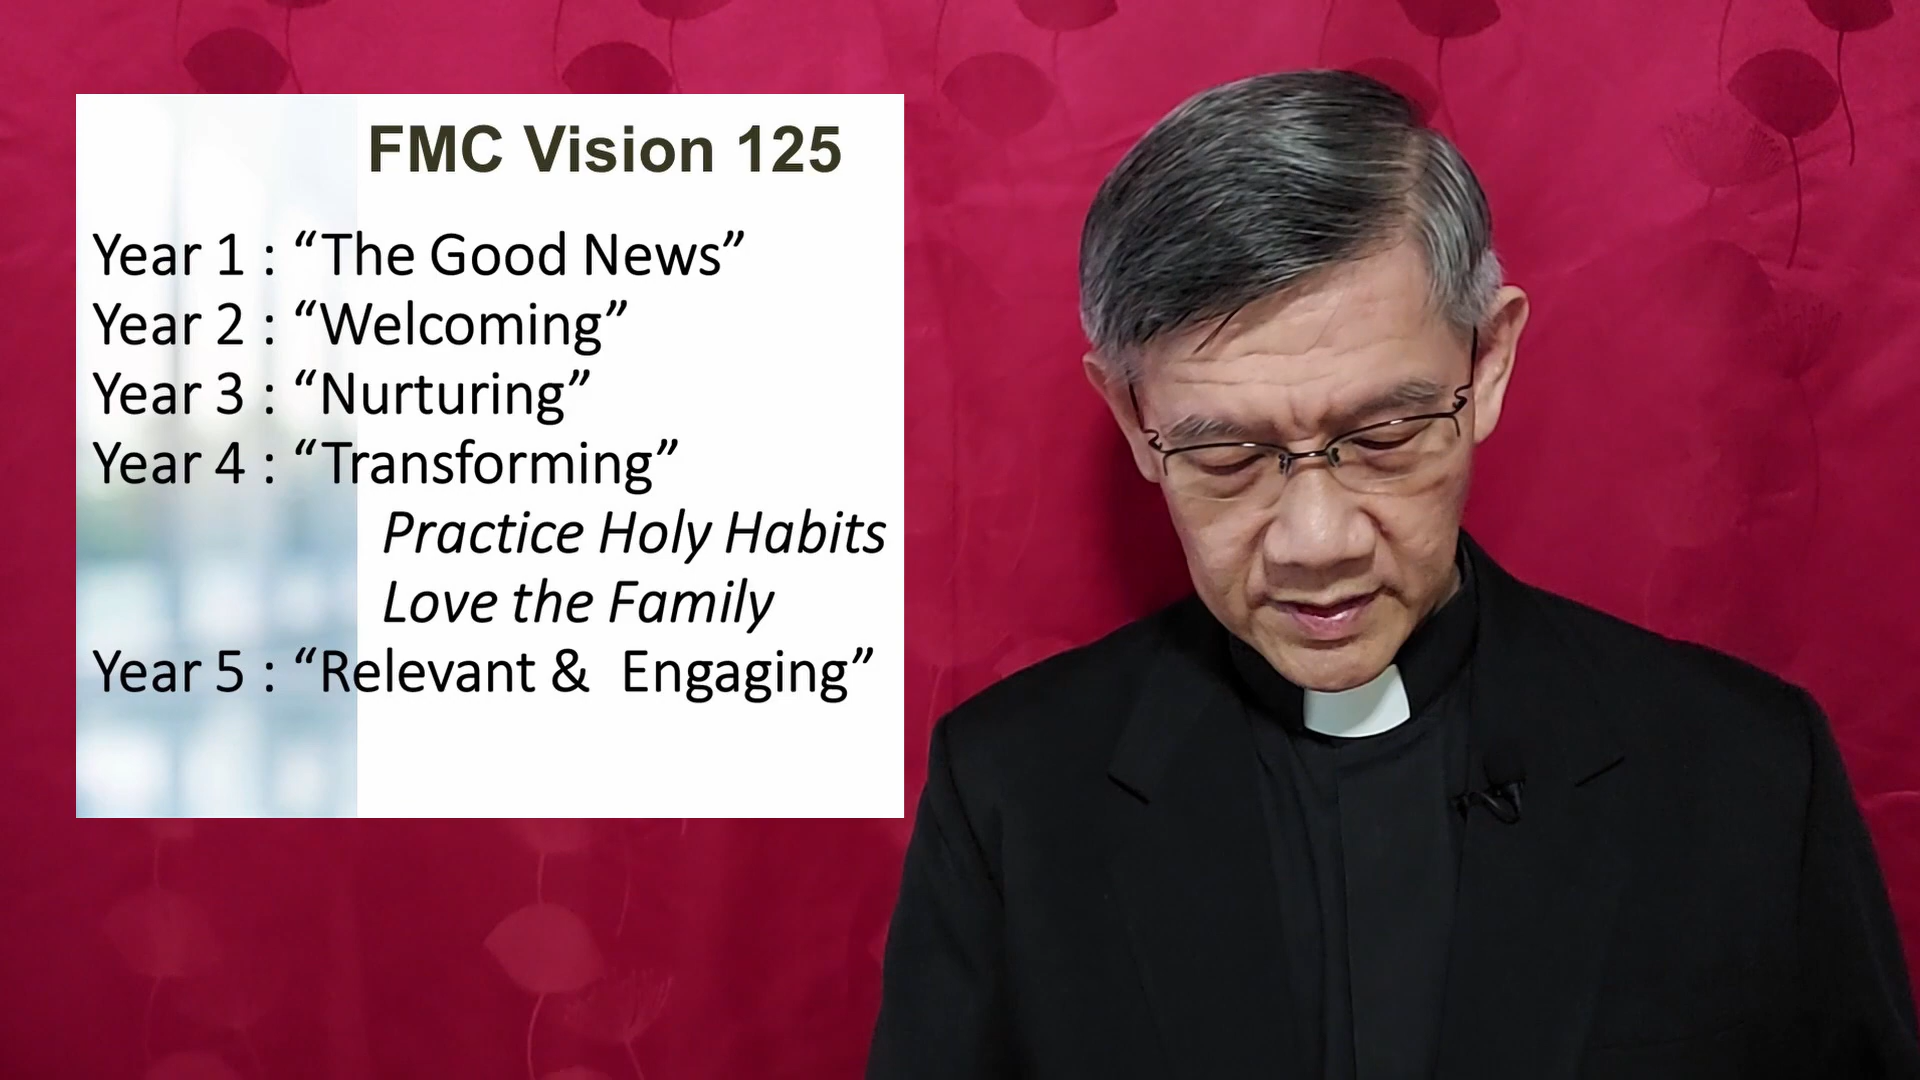 FMC Vision 125
Year 1 : “The Good News”
Year 2 : “Welcoming”
Year 3 : “Nurturing”
Year 4 : “Transforming”
Practice Holy Habits
Love the Family
Year 5 : “Relevant &  Engaging”